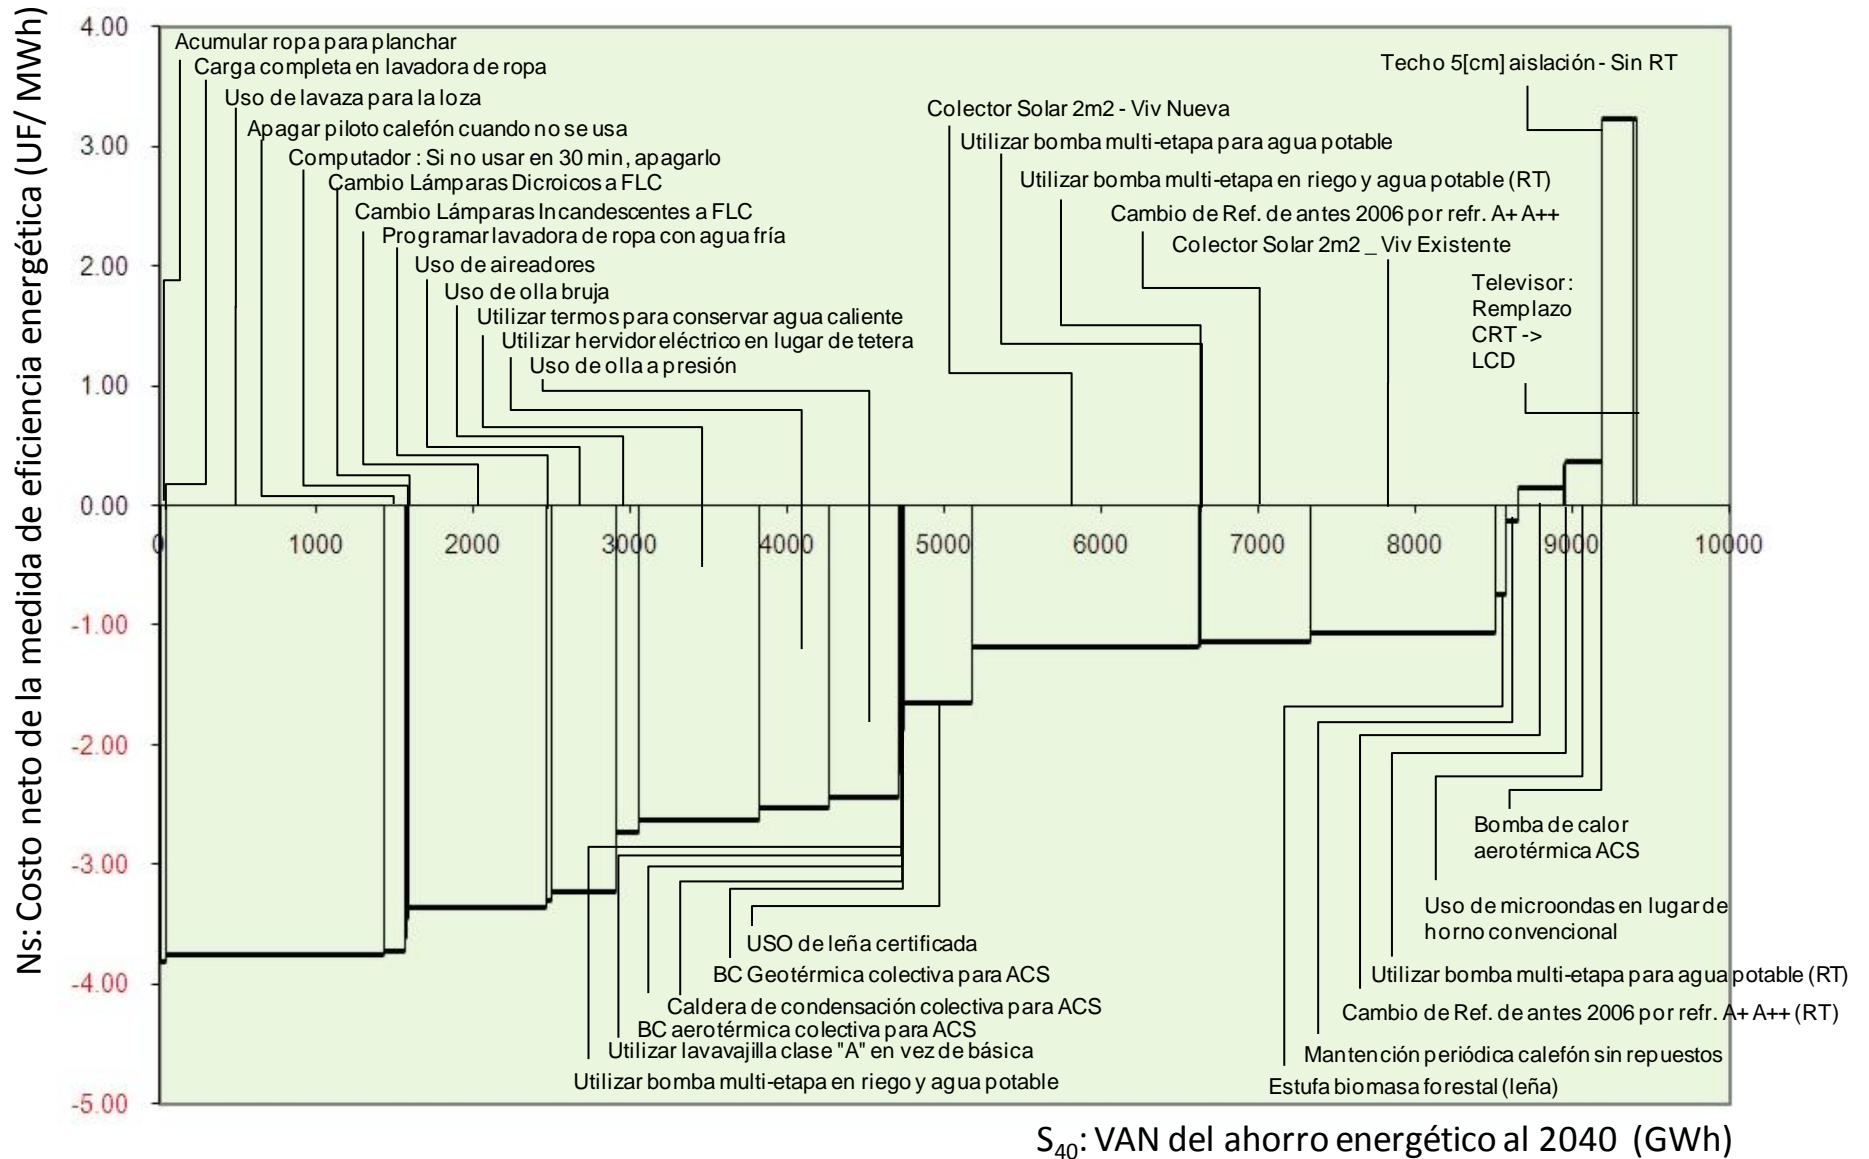 Ns: Costo neto de la medida de eficiencia energética (UF/ MWh)
4.00
3.00
2.00
1.00
0.00
-1.00
-2.00
-3.00
-4.00
-5.00
Acumular ropa para planchar
Carga completa en lavadora de ropa
Uso de lavaza para la loza
Apagar piloto calefón cuando no se usa
Computador : Si no usar en 30 min, apagarlo
Cambio Lámparas Dicroicos a FLC
Cambio Lámparas Incandescentes a FLC
Programar lavadora de ropa con agua fría
Uso de aireadores
Uso de olla bruja
Utilizar termos para conservar agua caliente
Utilizar hervidor eléctrico en lugar de tetera
Uso de olla a presión
Colector Solar 2m2 - Viv Nueva
Utilizar bomba multi-etapa para agua potable
Utilizar bomba multi-etapa en riego y agua potable (RT)
Cambio de Ref. de antes 2006 por refr. A+ A++
Colector Solar 2m2 _ Viv Existente
Techo 5[cm] aislación - Sin RT
Televisor :
Remplazo
CRT ->
LCD
0 1000 2000 3000 4000 5000 6000 7000 8000 9000 10000
Bomba de calor
aerotérmica ACS
Uso de microondas en lugar de
horno convencional
USO de leña certificada
BC Geotérmica colectiva para ACS
Caldera de condensación colectiva para ACS
BC aerotérmica colectiva para ACS
Utilizar lavavajilla clase "A" en vez de básica
Utilizar bomba multi-etapa en riego y agua potable
Utilizar bomba multi-etapa para agua potable (RT)
Cambio de Ref. de antes 2006 por refr. A+ A++ (RT)
Mantención periódica calefón sin repuestos
Estufa biomasa forestal (leña)
S40: VAN del ahorro energético al 2040 (GWh)